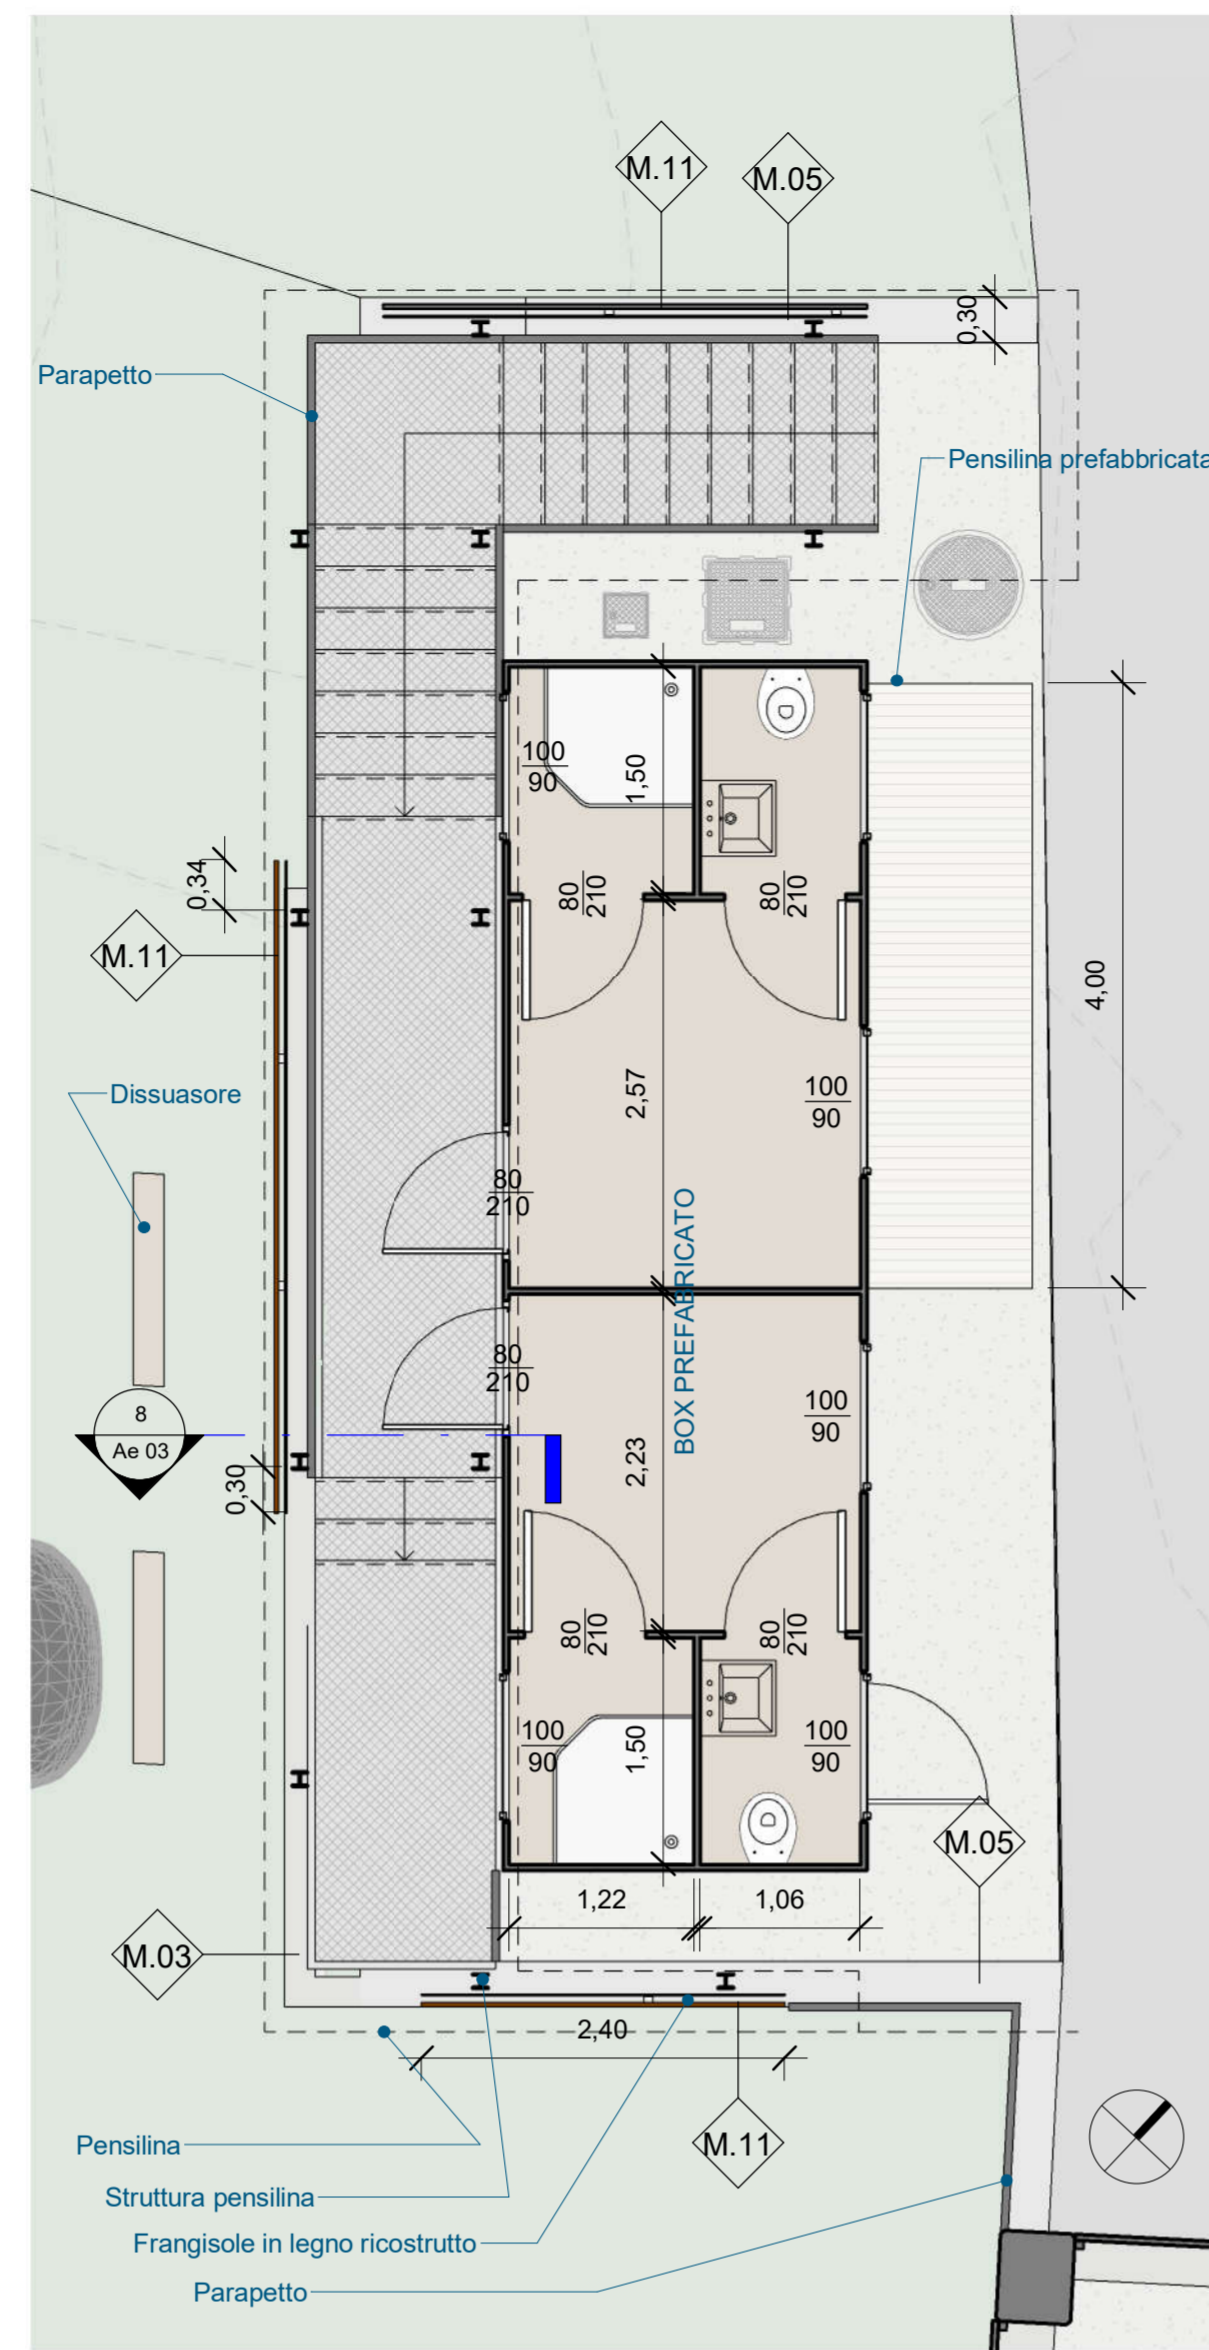 M.11
M.05
0,30
Parapetto
Pensilina prefabbricata
100
90
1,50
80
210
80
210
0,34
M.11
4,00
Dissuasore
2,57
100
90
80
210
BOX PREFABBRICATO
80
210
100
90
8
Ae 03
2,23
0,30
80
210
80
210
100
90
1,50
100
90
M.05
1,22
1,06
M.03
2,40
M.11
Pensilina
Struttura pensilina
Frangisole in legno ricostrutto
Parapetto